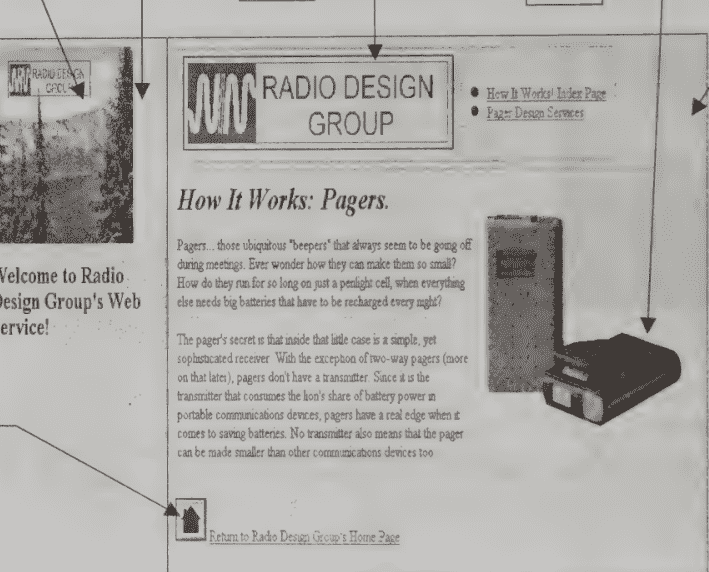 RADIO DESIGN
GROUP
Welcome to Radio
Design Group's Web
ervice!
RADIO DESIGN
GROUP
How It Works! Index Page
Pager Design Services
How It Works: Pagers.
Pagers... those ubiquitous "beepers" that always seem to be going off
during meetings. Ever wonder how they can make them so small?
How do they run for so long on just a penlight cell, when everything
else needs big batteries that have to be recharged every night?
The pager's secret is that inside that little case is a simple, yet
sophisticated receiver. With the exception of two-way pagers (more
on that later), pagers don't have a transmitter. Since it is the
transmitter that consumes the lion's share of battery power in
portable communications devices, pagers have a real edge when it
comes to saving batteries. No transmitter also means that the pager
can be made smaller than other communications devices too
Return to Radio Design Group's Home Page